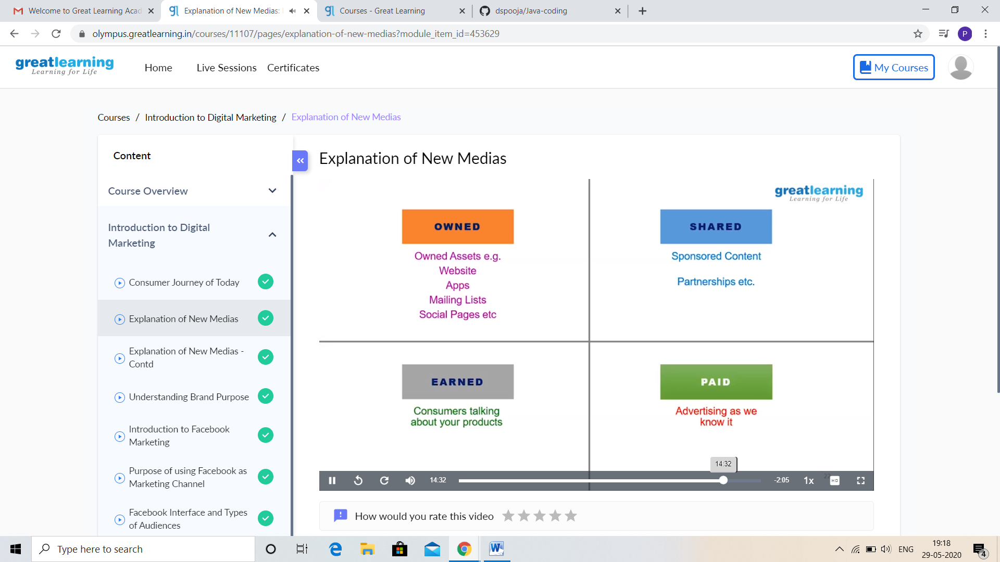 Welcome to Great Learning Acad
Explanation of New Medias:
Courses - Great Learning
dspooja/Java-coding
olympus.greatlearning.in/courses/11107/pages/explanation-of-new-medias?module_item_id=453629
P
greatlearning
Learning for Life
Home
Live Sessions
Certificates
My Courses
Courses / Introduction to Digital Marketing / Explanation of New Medias
Content
Course Overview
Introduction to Digital
Marketing
Consumer Journey of Today
Explanation of New Medias
Explanation of New Medias -
Contd
Understanding Brand Purpose
Introduction to Facebook
Marketing
Purpose of using Facebook as
Marketing Channel
Facebook Interface and Types
of Audiences
Explanation of New Medias
greatlearning
Learning for Life
OWNED
Owned Assets e.g.
Website
Apps
Mailing Lists
Social Pages etc
SHARED
Sponsored Content
Partnerships etc.
EARNED
Consumers talking
about your products
PAID
Advertising as we
know it
14:32
14:32
-2:05
1x
HD
How would you rate this video
Type here to search
ENG
19:18
29-05-2020
4